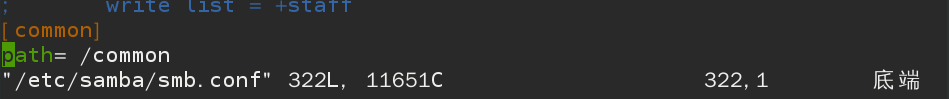 ;       write list = +staff
[common]
path= /common
"/etc/samba/smb.conf" 322L, 11651C                    322,1        底端